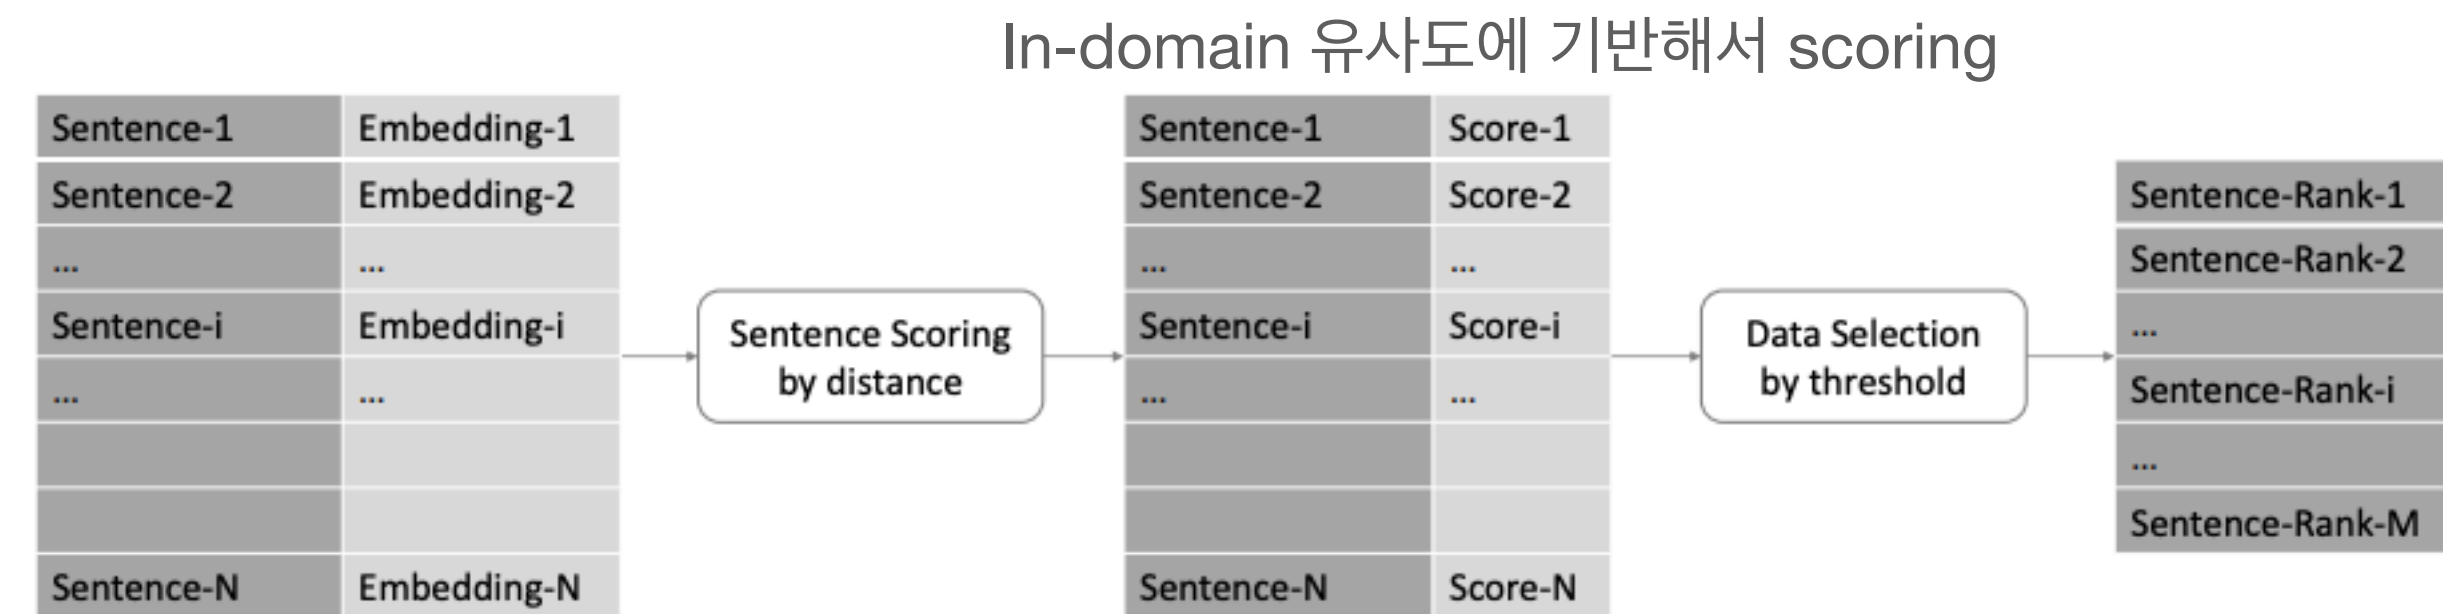 In-domain 유사도에 기반해서 scoring
Sentence-1 Embedding-1
Sentence-2 Embedding-2
... ...
Sentence-i Embedding-i
... ...
Sentence-N Embedding-N
Sentence Scoring
by distance
Sentence-1 Score-1
Sentence-2 Score-2
... ...
Sentence-i Score-i
... ...
Sentence-N Score-N
Data Selection
by threshold
Sentence-Rank-1
Sentence-Rank-2
...
Sentence-Rank-i
...
Sentence-Rank-M